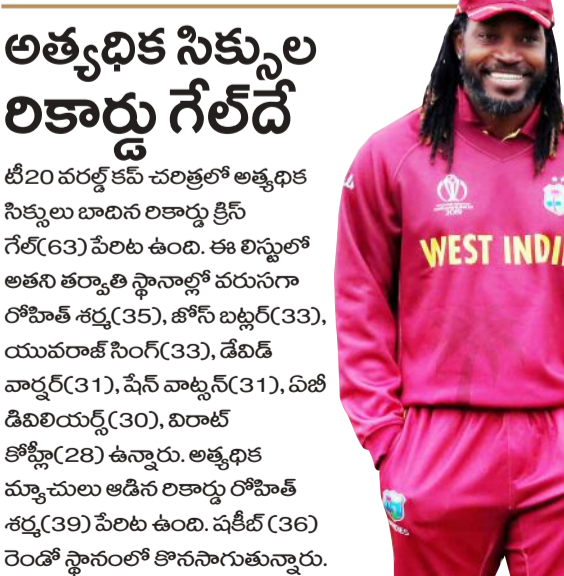 అత్యధిక సిక్సుల
రికార్డు గేల్‌దే
టీ20 వరల్డ్ కప్ చరిత్రలో అత్యధిక
సిక్సులు బాదిన రికార్డు క్రిస్
గేల్(63) పేరిట ఉంది. ఈ లిస్టులో
అతని తర్వాతి స్థానాల్లో వరుసగా
రోహిత్ శర్మ(35), జోస్ బట్లర్(33),
యువరాజ్ సింగ్(33), డేవిడ్
వార్నర్(31), షేన్ వాట్సన్(31), ఏబీ
డివిలియర్స్(30), విరాట్
కోహ్లీ(28) ఉన్నారు. అత్యధిక
మ్యాచులు ఆడిన రికార్డు రోహిత్
శర్మ(39) పేరిట ఉంది. షకీబ్ (36)
రెండో స్థానంలో కొనసాగుతున్నారు.
WEST INDI